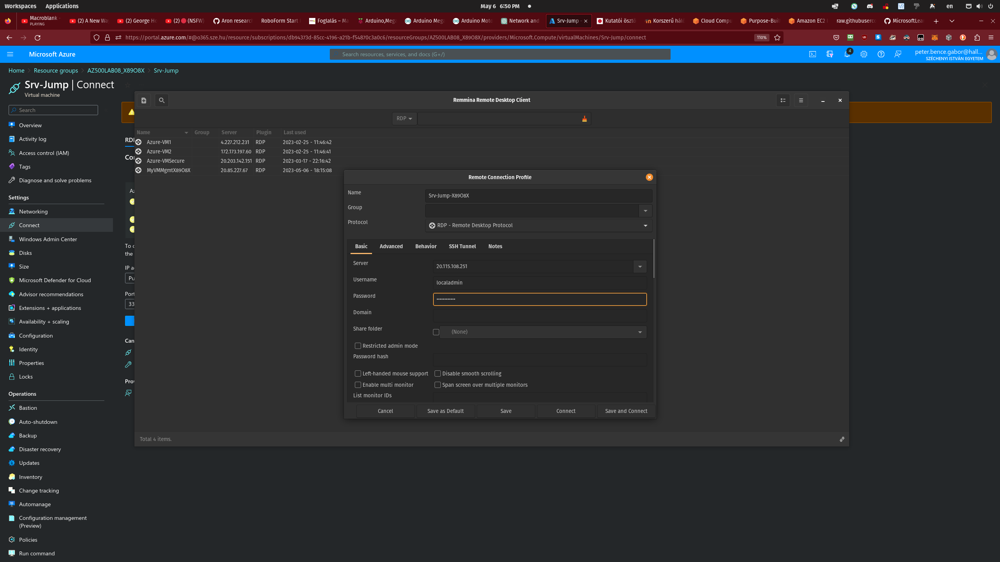 Workspaces Applications May 6 6:50 PM en
Macroblank -
PLAYING
(2) A New Wa
(2) George Ho
(2) 🔴 (NSFW)
Aron research
RoboForm Start
Foglalás – Ma
Arduino,Mega
Arduino Mega
Arduino Moto
Network and
Srv-Jump -
Kutatói ösztö
Korszerű háló
Cloud Compu
Purpose-Built
Amazon EC2
raw.githubuserco
MicrosoftLear
https://portal.azure.com/#@o365.sze.hu/resource/subscriptions/db94373d-85cc-4196-a21b-f54870c3a0c6/resourceGroups/AZ500LAB08_X89O8X/providers/Microsoft.Compute/virtualMachines/Srv-Jump/connect
110%
Microsoft Azure
Search resources, services, and docs (G+/)
4
peter.bence.gabor@hall...
SZÉCHENYI ISTVÁN EGYETEM
Home > Resource groups > AZ500LAB08_X89O8X > Srv-Jump
Srv-Jump | Connect
Virtual machine
Search
Overview
Activity log
Access control (IAM)
Tags
Diagnose and solve problems
Settings
Networking
Connect
Windows Admin Center
Disks
Size
Microsoft Defender for Cloud
Advisor recommendations
Extensions + applications
Availability + scaling
Configuration
Identity
Properties
Locks
Operations
Bastion
Auto-shutdown
Backup
Disaster recovery
Updates
Inventory
Change tracking
Automanage
Configuration management
(Preview)
Policies
Run command
RDP
Con
Az
To c
the
IP a
Pu
Port
33
Can
Prov
Remmina Remote Desktop Client
RDP
Name Group Server Plugin Last used
Azure-VM1 4.227.212.231 RDP 2023-02-25 - 11:46:42
Azure-VM2 172.173.197.60 RDP 2023-02-25 - 11:46:41
Azure-VMSecure 20.203.142.151 RDP 2023-03-17 - 22:16:42
MyVMMgmtX89O8X 20.85.227.67 RDP 2023-05-06 - 18:15:08
Remote Connection Profile
Name Srv-Jump-X89O8X
Group
Protocol RDP - Remote Desktop Protocol
Basic Advanced Behavior SSH Tunnel Notes
Server 20.115.108.251
Username localadmin
Password ••••••••••••
Domain
Share folder (None)
Restricted admin mode
Password hash
Left-handed mouse support Disable smooth scrolling
Enable multi monitor Span screen over multiple monitors
List monitor IDs
Cancel Save as Default Save Connect Save and Connect
Total 4 items.